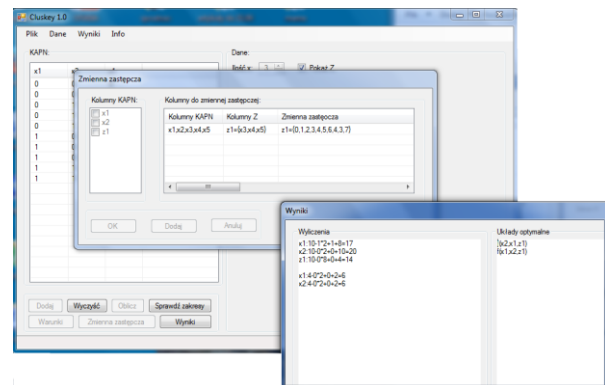 Cluskey 1.0
Plik Dane Wyniki Info
KAPN:
Dane:
x1
Ilość x: 3
Pokaż Z
0
0
0
0
0
1
1
1
1
1
Zmienna zastępcza
Kolumny KAPN:
x1
x2
z1
Kolumny do zmiennej zastępczej:
Kolumny KAPN Kolumny Z Zmienna zastępcza
x1,x2,x3,x4,x5 z1=(x3,x4,x5) z1={0,1,2,3,4,5,6,4,3,7}
OK Dodaj Anuluj
Dodaj Wyczyść Oblicz Sprawdź zakresy
Warunki Zmienna zastępcza Wyniki
Wyniki
Wyliczenia
x1:10-1*2+1+8=17
x2:10-0*2+0+10=20
z1:10-0*8+0+4=14
x1:4-0*2+0+2=6
x2:4-0*2+0+2=6
Układy optymalne
f(x2,x1,z1)
f(x1,x2,z1)